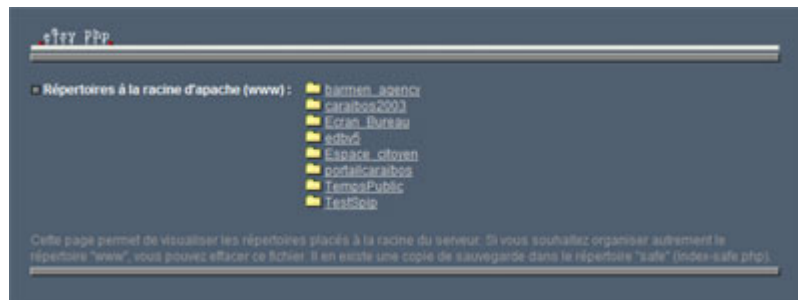 Répertoires à la racine d'apache (www) :
barmen_agency
caraibos2003
Ecran_Bureau
edbv5
Espace_citoyen
portailcaraibos
TempsPublic
TestSpip
Cette page permet de visualiser les répertoires placés à la racine du serveur. Si vous souhaitez organiser autrement le
répertoire "www", vous pouvez effacer ce fichier. Il en existe une copie de sauvegarde dans le répertoire "safe" (index-safe.php).